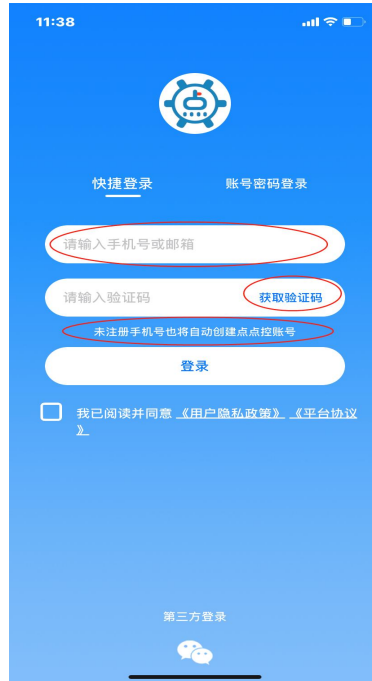 11:38
快捷登录 账号密码登录
请输入手机号或邮箱
请输入验证码 获取验证码
未注册手机号也将自动创建点点控账号
登录
我已阅读并同意《用户隐私政策》《平台协议
》
第三方登录